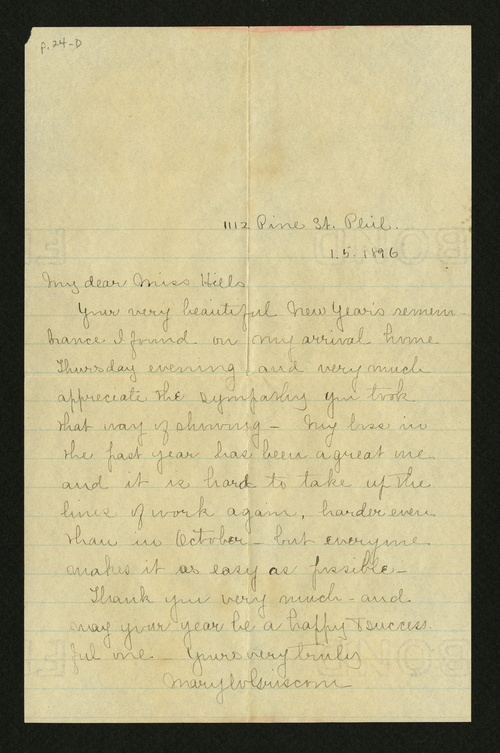 p. 24-D
1112 Pine St. Phil.
1.5.1896
My dear Miss Hills
Your very beautiful New Year's remem
brance I found on my arrival home
Thursday evening and very much
appreciate the sympathy you took
that way of showing - My loss in
the past year has been a great one
and it is hard to take up the
lines of work again, harder even
than in October - but everyone
makes it as easy as possible -
Thank you very much - and
may your year be a happy & success-
ful one - Yours very truly
Mary W Griscom